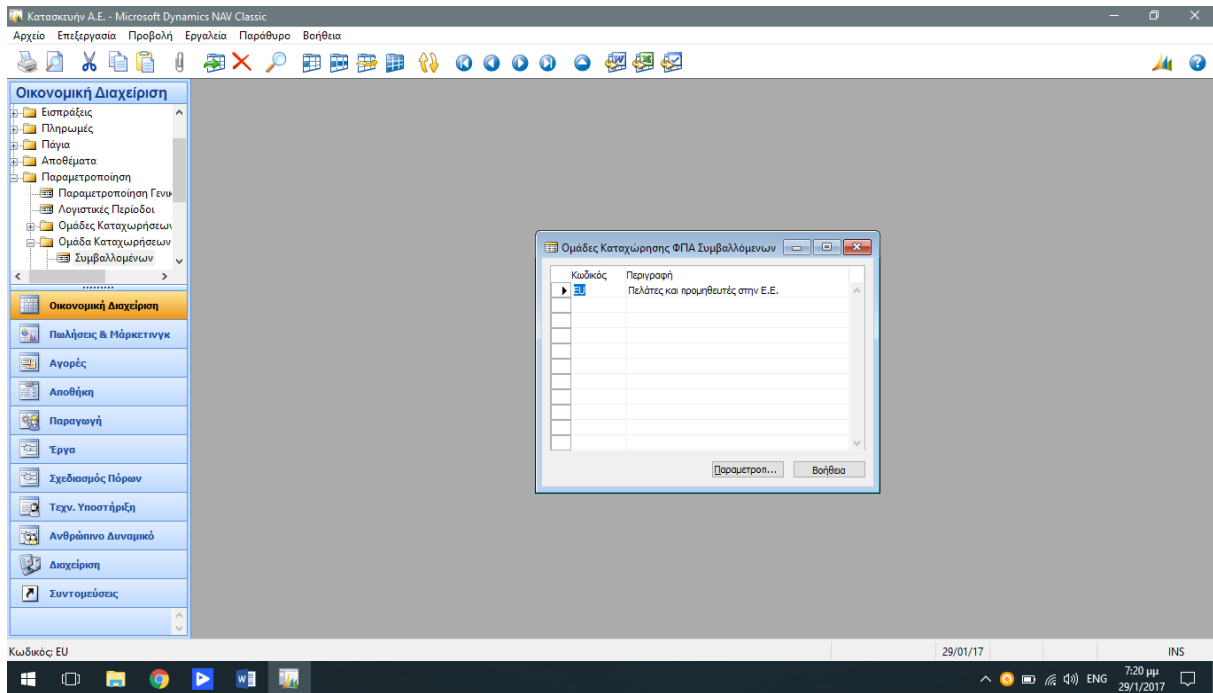 Κατασκευήν Α.Ε. - Microsoft Dynamics NAV Classic
Αρχείο Επεξεργασία Προβολή Εργαλεία Παράθυρο Βοήθεια
Οικονομική Διαχείριση
Εισπράξεις
Πληρωμές
Πάγια
Αποθέματα
Παραμετροποίηση
Παραμετροποίηση Γενικ
Λογιστικές Περίοδοι
Ομάδες Καταχωρήσεων
Ομάδα Καταχωρήσεων
Συμβαλλομένων
Οικονομική Διαχείριση
Πωλήσεις & Μάρκετινγκ
Αγορές
Αποθήκη
Παραγωγή
Έργα
Σχεδιασμός Πόρων
Τεχν. Υποστήριξη
Ανθρώπινο Δυναμικό
Διαχείριση
Συντομεύσεις
Ομάδες Καταχώρησης ΦΠΑ Συμβαλλόμενων
Κωδικός Περιγραφή
EU Πελάτες και προμηθευτές στην Ε.Ε.
Παραμετροπ... Βοήθεια
Κωδικός: EU 29/01/17 INS
ENG 7:20 μμ
29/1/2017